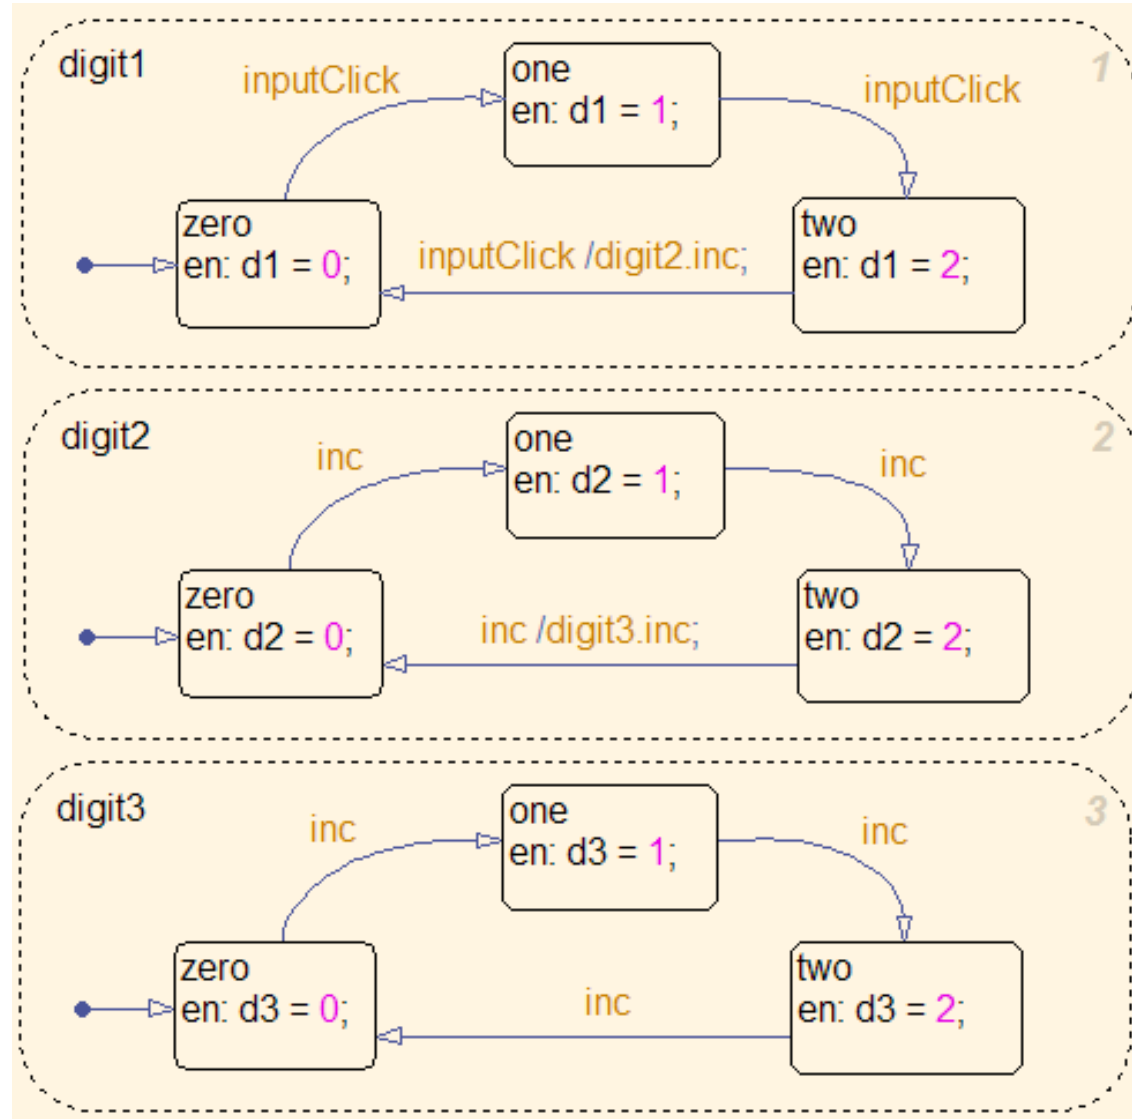 digit1
1
inputClick
one
en: d1 = 1;
inputClick
zero
en: d1 = 0;
inputClick /digit2.inc;
two
en: d1 = 2;
digit2
2
inc
one
en: d2 = 1;
inc
zero
en: d2 = 0;
inc /digit3.inc;
two
en: d2 = 2;
digit3
3
inc
one
en: d3 = 1;
inc
zero
en: d3 = 0;
inc
two
en: d3 = 2;